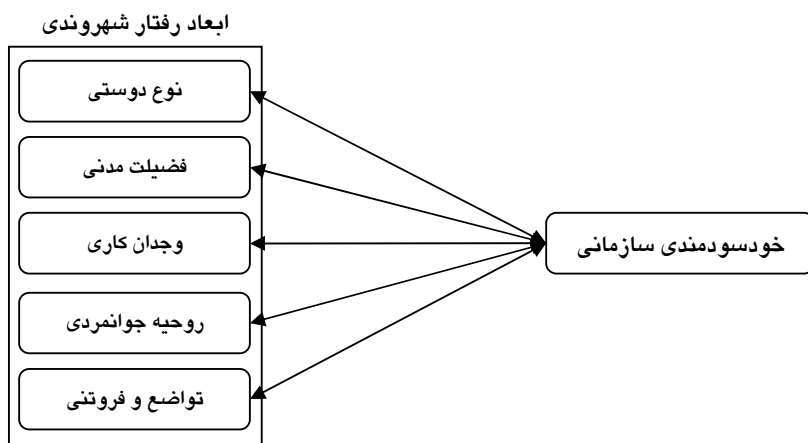 ابعاد رفتار شهروندی
نوع دوستی
فضیلت مدنی
وجدان کاری
روحیه جوانمردی
تواضع و فروتنی
خودسودمندی سازمانی